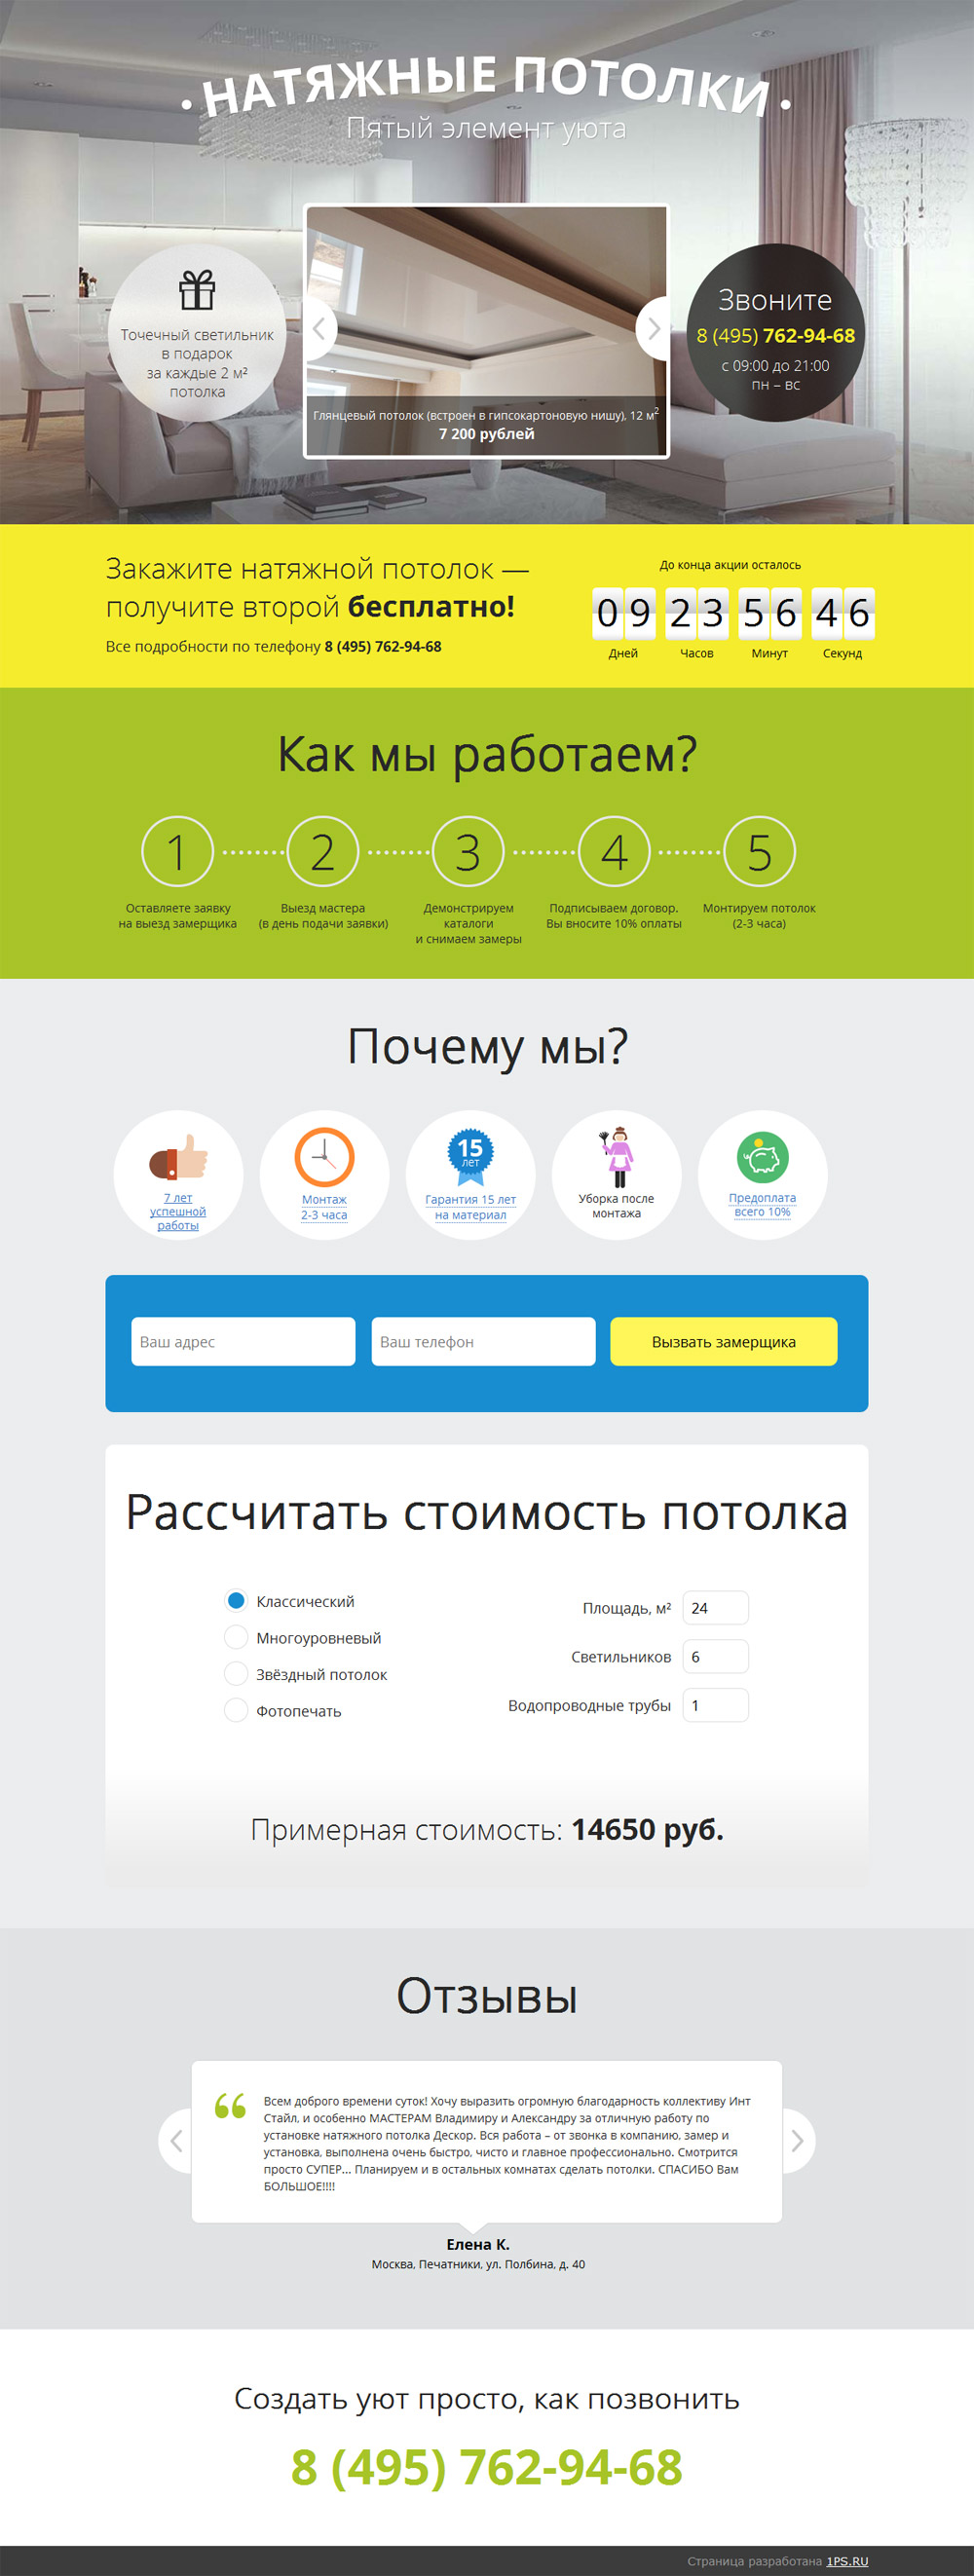 • НАТЯЖНЫЕ ПОТОЛКИ •
Пятый элемент уюта
Точечный светильник
в подарок
за каждые 2 м²
потолка
Глянцевый потолок (встроен в гипсокартоновую нишу), 12 м²
7 200 рублей
Звоните
8 (495) 762-94-68
с 09:00 до 21:00
пн – вс
Закажите натяжной потолок —
получите второй бесплатно!
Все подробности по телефону 8 (495) 762-94-68
До конца акции осталось
09 23 56 46
Дней Часов Минут Секунд
Как мы работаем?
1 2 3 4 5
Оставляете заявку
на выезд замерщика
Выезд мастера
(в день подачи заявки)
Демонстрируем
каталоги
и снимаем замеры
Подписываем договор.
Вы вносите 10% оплаты
Монтируем потолок
(2-3 часа)
Почему мы?
7 лет
успешной
работы
Монтаж
2-3 часа
15
лет
Гарантия 15 лет
на материал
Уборка после
монтажа
Предоплата
всего 10%
Ваш адрес
Ваш телефон
Вызвать замерщика
Рассчитать стоимость потолка
Классический
Многоуровневый
Звёздный потолок
Фотопечать
Площадь, м² 24
Светильников 6
Водопроводные трубы 1
Примерная стоимость: 14650 руб.
Отзывы
Всем доброго времени суток! Хочу выразить огромную благодарность коллективу Инт
Стайл, и особенно МАСТЕРАМ Владимиру и Александру за отличную работу по
установке натяжного потолка Дескор. Вся работа – от звонка в компанию, замер и
установка, выполнена очень быстро, чисто и главное профессионально. Смотрится
просто СУПЕР... Планируем и в остальных комнатах сделать потолки. СПАСИБО Вам
БОЛЬШОЕ!!!!
Елена К.
Москва, Печатники, ул. Полбина, д. 40
Создать уют просто, как позвонить
8 (495) 762-94-68
Страница разработана 1PS.RU